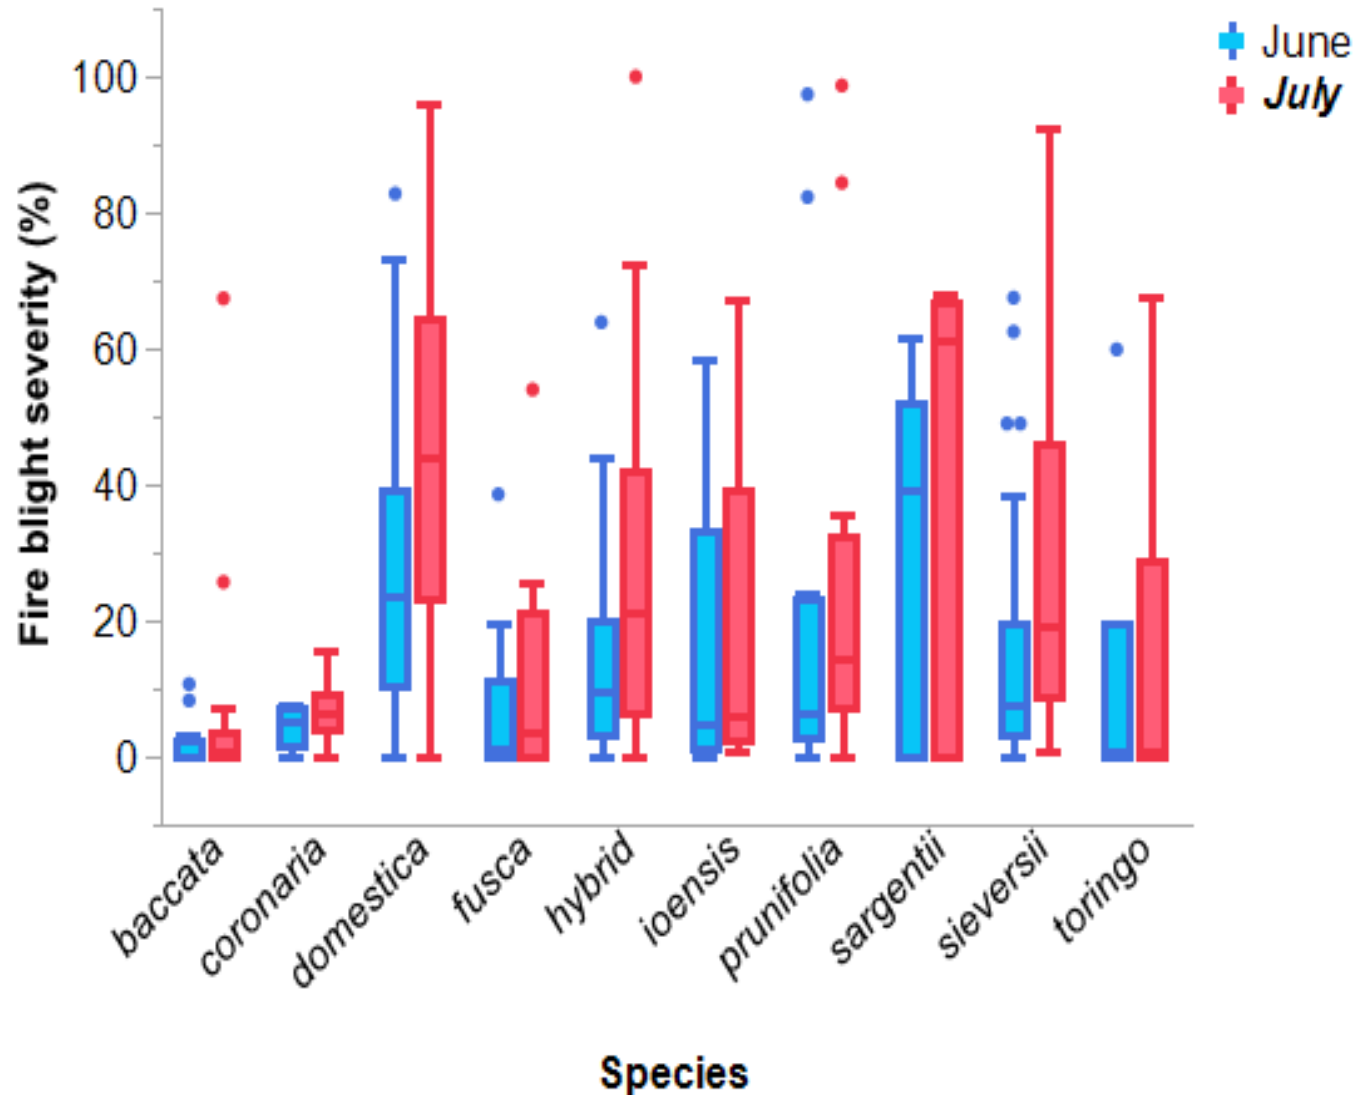 June
July
Fire blight severity (%)
100
80
60
40
20
0
baccata
coronaria
domestica
fusca
hybrid
ioensis
prunifolia
sargentii
sieversii
toringo
Species